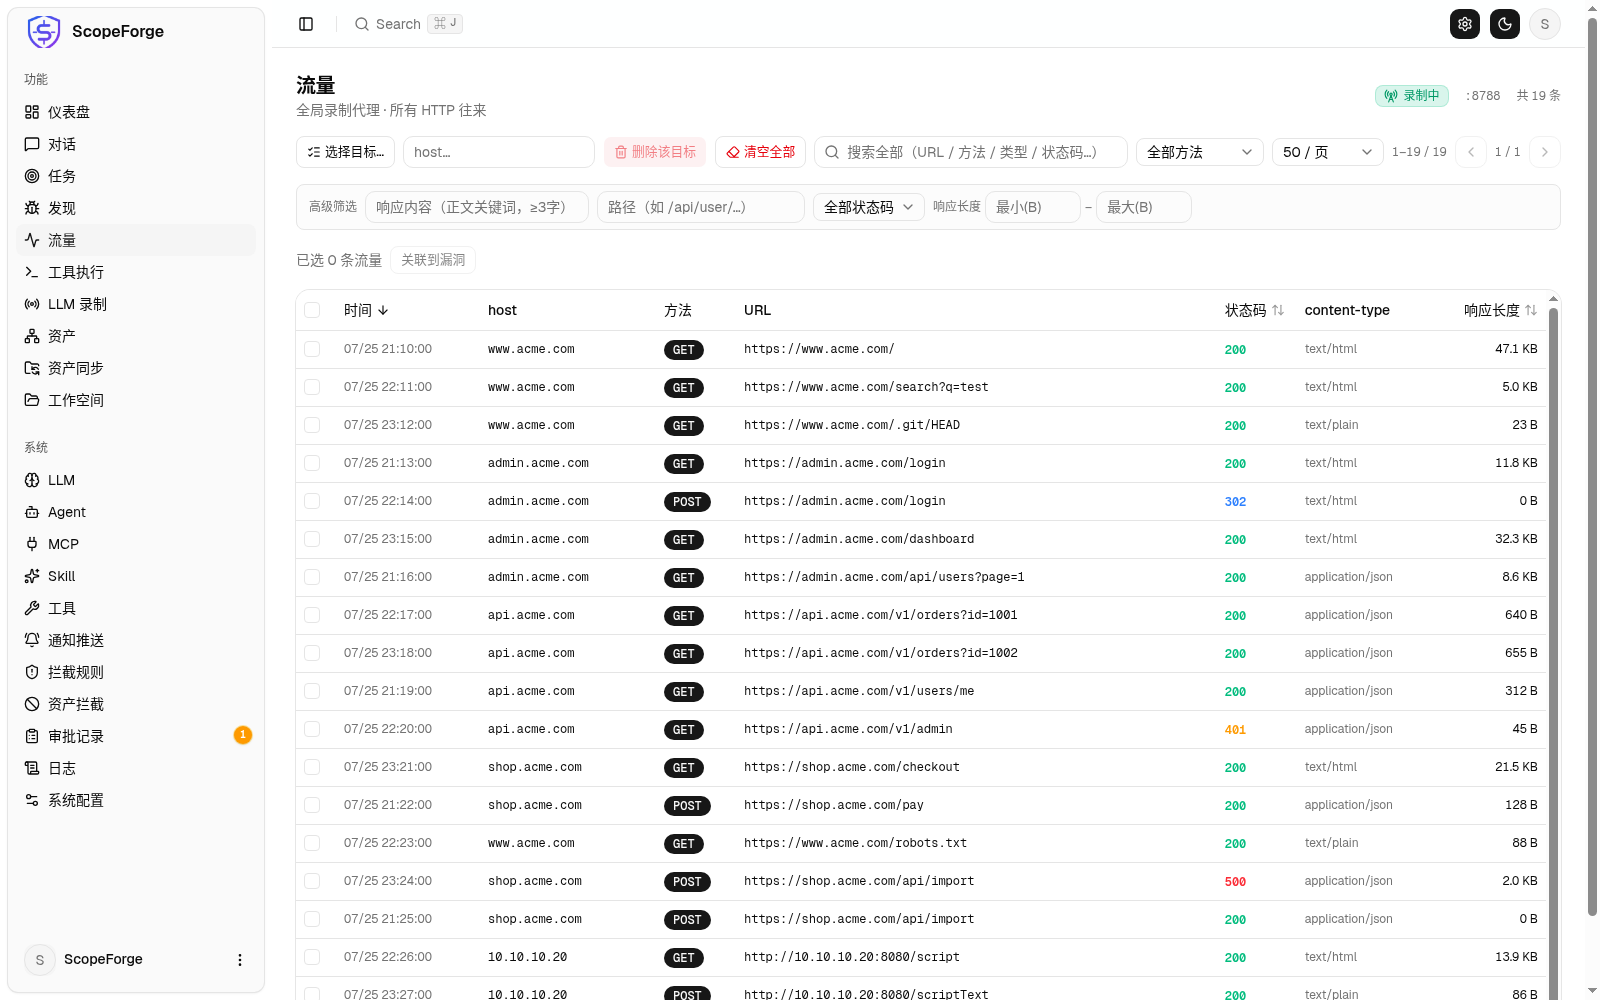 ScopeForge
功能
仪表盘
对话
任务
发现
流量
工具执行
LLM 录制
资产
资产同步
工作空间
系统
LLM
Agent
MCP
Skill
工具
通知推送
拦截规则
资产拦截
审批记录 1
日志
系统配置
S ScopeForge
Search ⌘ J
S
流量
全局录制代理 · 所有 HTTP 往来
录制中 :8788 共 19 条
选择目标... host... 删除该目标 清空全部 搜索全部（URL / 方法 / 类型 / 状态码...） 全部方法 50 / 页 1–19 / 19 1 / 1
高级筛选 响应内容（正文关键词，≥3字） 路径（如 /api/user/...） 全部状态码 响应长度 最小(B) – 最大(B)
已选 0 条流量 关联到漏洞
时间 host 方法 URL 状态码 content-type 响应长度
07/25 21:10:00 www.acme.com GET https://www.acme.com/ 200 text/html 47.1 KB
07/25 22:11:00 www.acme.com GET https://www.acme.com/search?q=test 200 text/html 5.0 KB
07/25 23:12:00 www.acme.com GET https://www.acme.com/.git/HEAD 200 text/plain 23 B
07/25 21:13:00 admin.acme.com GET https://admin.acme.com/login 200 text/html 11.8 KB
07/25 22:14:00 admin.acme.com POST https://admin.acme.com/login 302 text/html 0 B
07/25 23:15:00 admin.acme.com GET https://admin.acme.com/dashboard 200 text/html 32.3 KB
07/25 21:16:00 admin.acme.com GET https://admin.acme.com/api/users?page=1 200 application/json 8.6 KB
07/25 22:17:00 api.acme.com GET https://api.acme.com/v1/orders?id=1001 200 application/json 640 B
07/25 23:18:00 api.acme.com GET https://api.acme.com/v1/orders?id=1002 200 application/json 655 B
07/25 21:19:00 api.acme.com GET https://api.acme.com/v1/users/me 200 application/json 312 B
07/25 22:20:00 api.acme.com GET https://api.acme.com/v1/admin 401 application/json 45 B
07/25 23:21:00 shop.acme.com GET https://shop.acme.com/checkout 200 text/html 21.5 KB
07/25 21:22:00 shop.acme.com POST https://shop.acme.com/pay 200 application/json 128 B
07/25 22:23:00 www.acme.com GET https://www.acme.com/robots.txt 200 text/plain 88 B
07/25 23:24:00 shop.acme.com POST https://shop.acme.com/api/import 500 application/json 2.0 KB
07/25 21:25:00 shop.acme.com POST https://shop.acme.com/api/import 200 application/json 0 B
07/25 22:26:00 10.10.10.20 GET http://10.10.10.20:8080/script 200 text/html 13.9 KB
07/25 23:27:00 10.10.10.20 POST http://10.10.10.20:8080/scriptText 200 text/plain 86 B